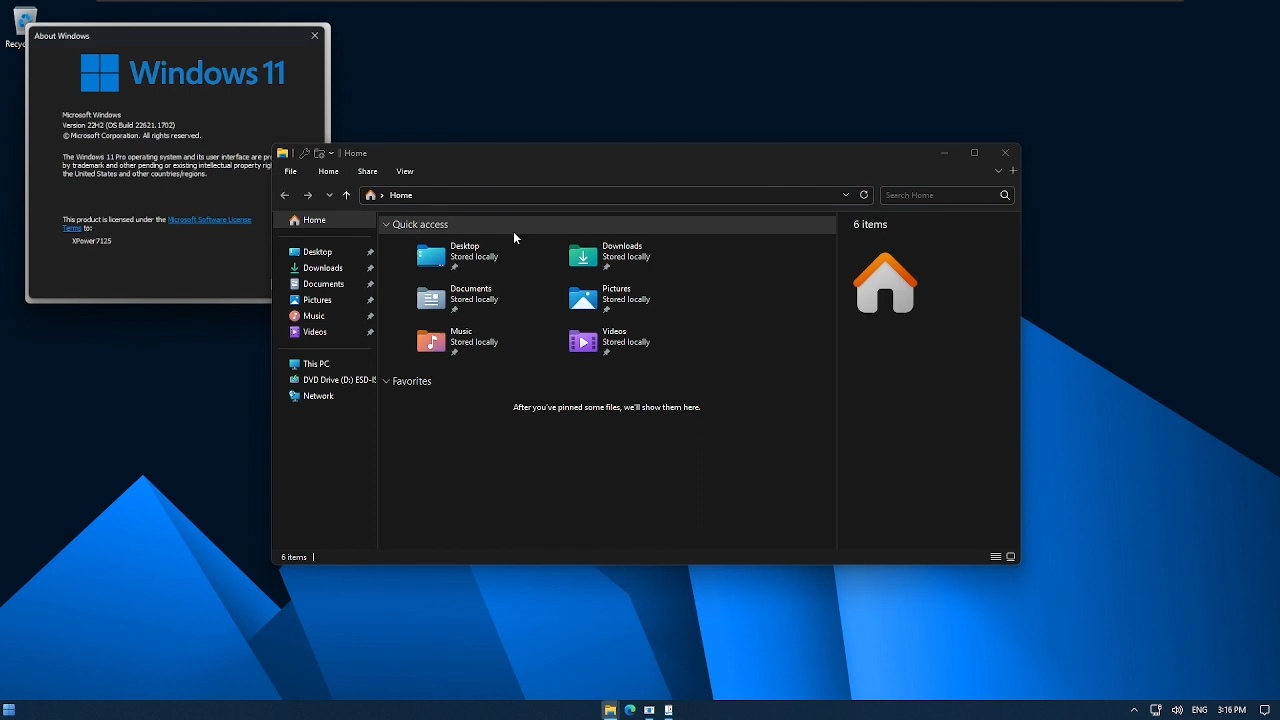 Recyc
About Windows
Windows 11
Microsoft Windows
Version 22H2 (OS Build 22621.1702)
© Microsoft Corporation. All rights reserved.
The Windows 11 Pro operating system and its user interface are pr
by trademark and other pending or existing intellectual property rig
the United States and other countries/regions.
This product is licensed under the Microsoft Software License
Terms to:
XPower7125
Home
File Home Share View
Home
Search Home
Home
Desktop
Downloads
Documents
Pictures
Music
Videos
This PC
DVD Drive (D:) ESD-IS
Network
Quick access
Desktop
Stored locally
Downloads
Stored locally
Documents
Stored locally
Pictures
Stored locally
Music
Stored locally
Videos
Stored locally
Favorites
After you've pinned some files, we'll show them here.
6 items
6 items
ENG 3:16 PM